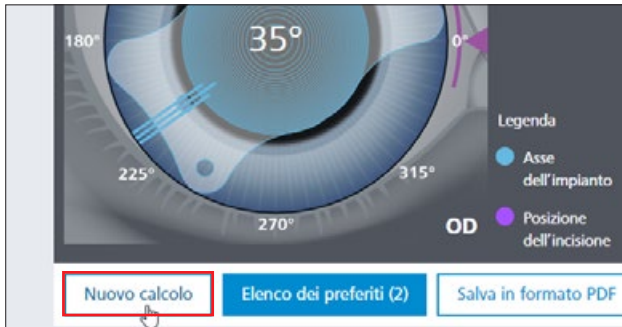 35°
180°
0°
Legenda
Asse
dell'impianto
225°
315°
270°
OD
Posizione
dell'incisione
Nuovo calcolo
Elenco dei preferiti (2)
Salva in formato PDF